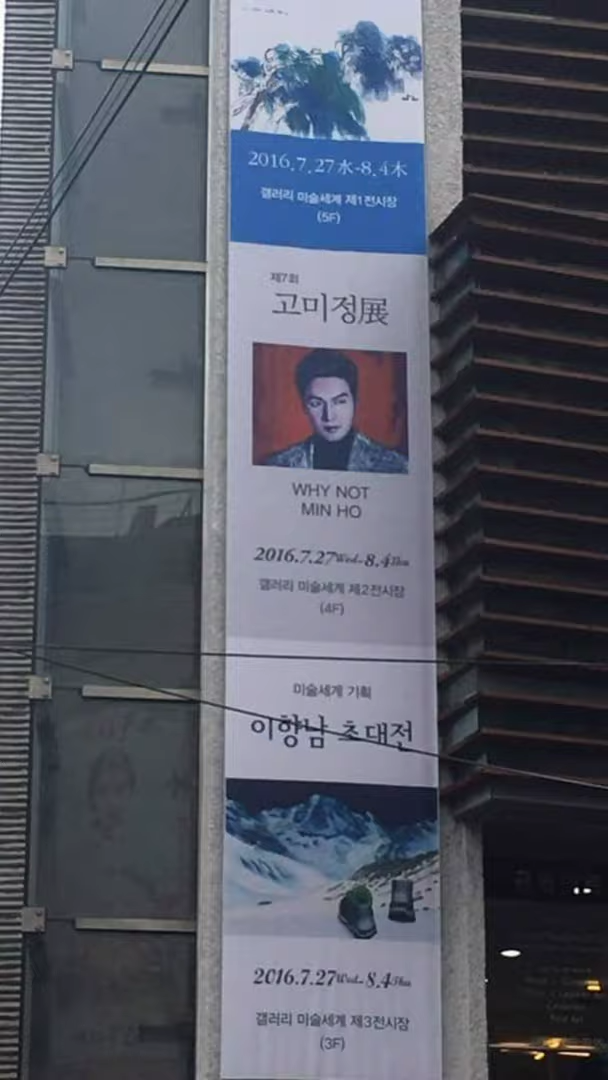 2016.7.27水-8.4木
갤러리 미술세계 제1전시장
(5F)
제7회
고미정展
WHY NOT
MIN HO
2016.7.27Wed-8.4Thu
갤러리 미술세계 제2전시장
(4F)
미술세계 기획
이향남 초대전
2016.7.27Wed-8.4Thu
갤러리 미술세계 제3전시장
(3F)